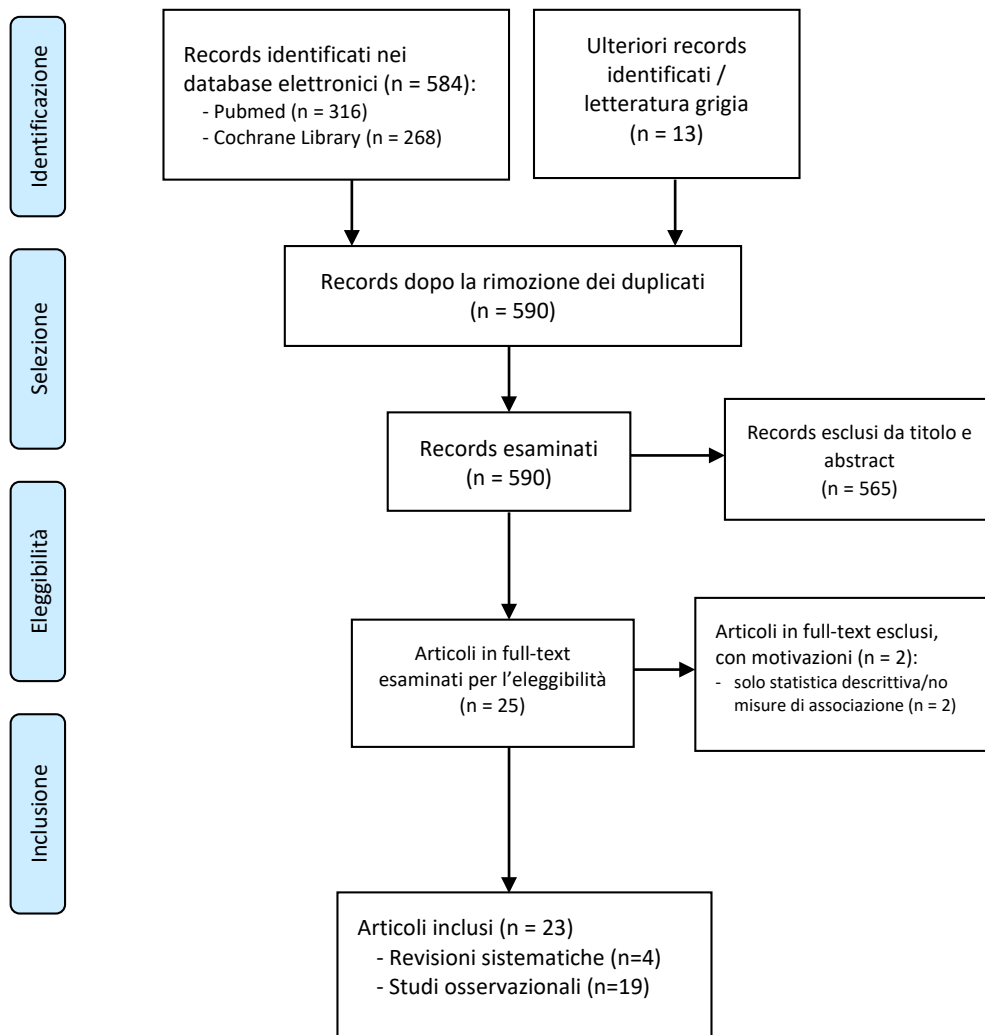 Identificazione
Records identificati nei
database elettronici (n = 584):
- Pubmed (n = 316)
- Cochrane Library (n = 268)
Ulteriori records
identificati /
letteratura grigia
(n = 13)
Selezione
Records dopo la rimozione dei duplicati
(n = 590)
Records esaminati
(n = 590)
Records esclusi da titolo e
abstract
(n = 565)
Eleggibilità
Articoli in full-text
esaminati per l’eleggibilità
(n = 25)
Articoli in full-text esclusi,
con motivazioni (n = 2):
- solo statistica descrittiva/no
misure di associazione (n = 2)
Inclusione
Articoli inclusi (n = 23)
- Revisioni sistematiche (n=4)
- Studi osservazionali (n=19)